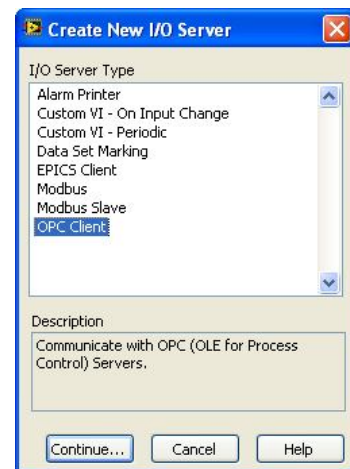 Create New I/O Server
I/O Server Type
Alarm Printer
Custom VI - On Input Change
Custom VI - Periodic
Data Set Marking
EPICS Client
Modbus
Modbus Slave
OPC Client
Description
Communicate with OPC (OLE for Process
Control) Servers.
Continue... Cancel Help